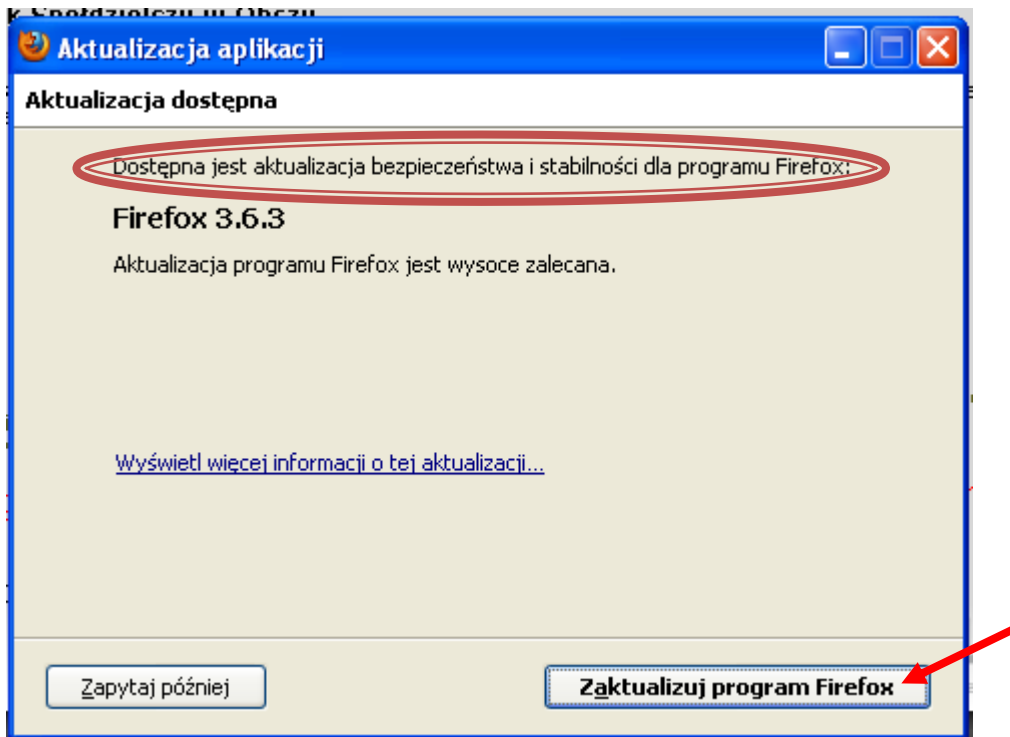 Aktualizacja aplikacji
Aktualizacja dostępna
Dostępna jest aktualizacja bezpieczeństwa i stabilności dla programu Firefox:
Firefox 3.6.3
Aktualizacja programu Firefox jest wysoce zalecana.
Wyświetl więcej informacji o tej aktualizacji...
Zapytaj później
Zaktualizuj program Firefox